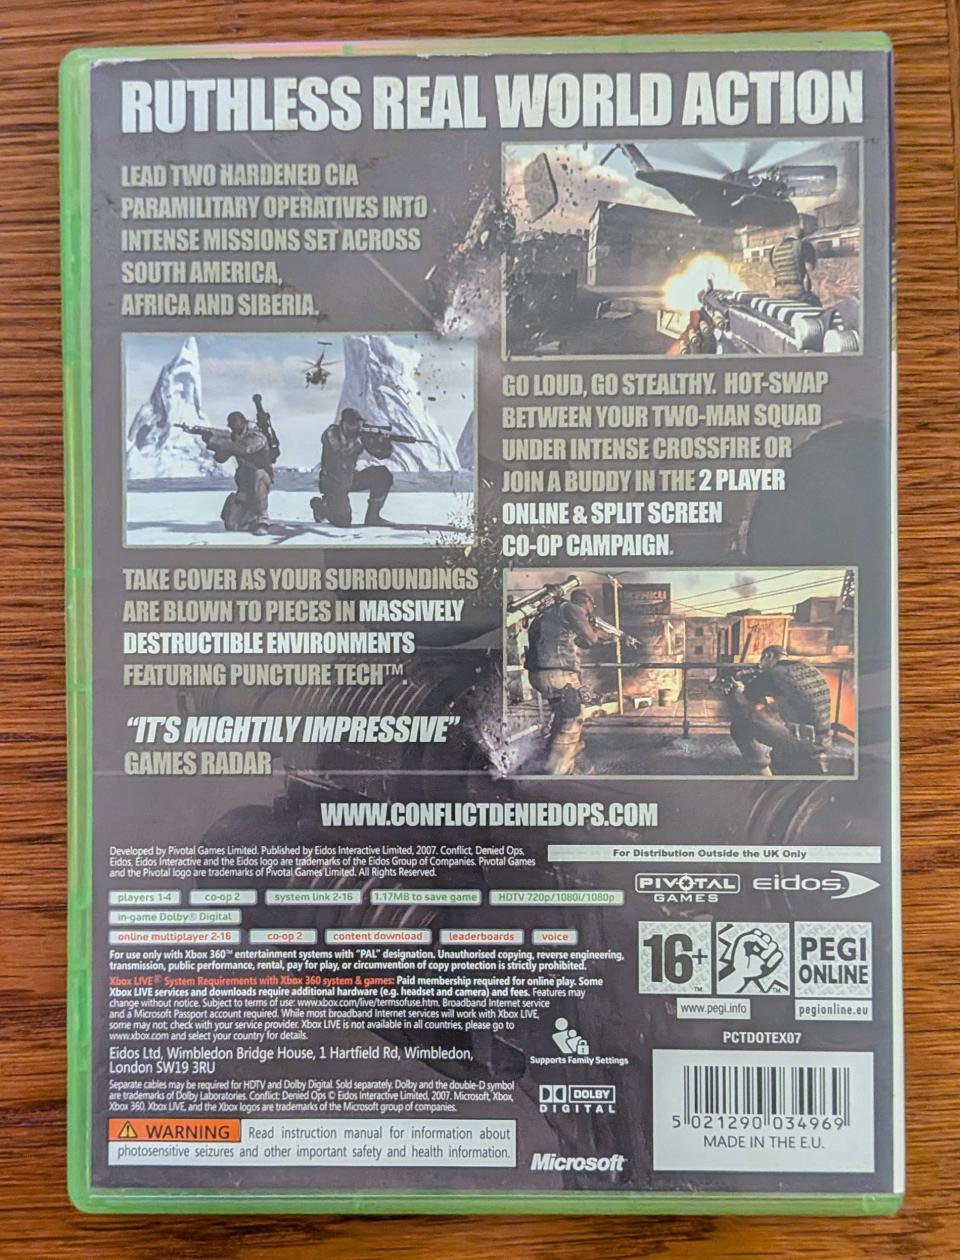 RUTHLESS REAL WORLD ACTION
LEAD TWO HARDENED CIA
PARAMILITARY OPERATIVES INTO
INTENSE MISSIONS SET ACROSS
SOUTH AMERICA,
AFRICA AND SIBERIA.
GO LOUD, GO STEALTHY. HOT-SWAP
BETWEEN YOUR TWO-MAN SQUAD
UNDER INTENSE CROSSFIRE OR
JOIN A BUDDY IN THE 2 PLAYER
ONLINE & SPLIT SCREEN
CO-OP CAMPAIGN.
TAKE COVER AS YOUR SURROUNDINGS
ARE BLOWN TO PIECES IN MASSIVELY
DESTRUCTIBLE ENVIRONMENTS
FEATURING PUNCTURE TECH™.
"IT'S MIGHTILY IMPRESSIVE"
GAMES RADAR
WWW.CONFLICTDENIEDOPS.COM
Developed by Pivotal Games Limited. Published by Eidos Interactive Limited, 2007. Conflict, Denied Ops,
Eidos, Eidos Interactive and the Eidos logo are trademarks of the Eidos Group of Companies. Pivotal Games
and the Pivotal logo are trademarks of Pivotal Games Limited. All Rights Reserved.
For Distribution Outside the UK Only
PIVOTAL
GAMES
eidos
players 1-4
co-op 2
system link 2-16
1.17MB to save game
HDTV 720p/1080i/1080p
in-game Dolby® Digital
online multiplayer 2-16
co-op 2
content download
leaderboards
voice
For use only with Xbox 360™ entertainment systems with "PAL" designation. Unauthorised copying, reverse engineering,
transmission, public performance, rental, pay for play, or circumvention of copy protection is strictly prohibited.
Xbox LIVE® System Requirements with Xbox 360 system & games: Paid membership required for online play. Some
Xbox LIVE services and downloads require additional hardware (e.g. headset and camera) and fees. Features may
change without notice. Subject to terms of use: www.xbox.com/live/termsofuse.htm. Broadband Internet service
and a Microsoft Passport account required. While most broadband Internet services will work with Xbox LIVE,
some may not; check with your service provider. Xbox LIVE is not available in all countries, please go to
www.xbox.com and select your country for details.
16+
PEGI
ONLINE
www.pegi.info
pegionline.eu
PCTDOTEX07
Eidos Ltd, Wimbledon Bridge House, 1 Hartfield Rd, Wimbledon,
London SW19 3RU
Supports Family Settings
Separate cables may be required for HDTV and Dolby Digital. Sold separately. Dolby and the double-D symbol
are trademarks of Dolby Laboratories. Conflict: Denied Ops © Eidos Interactive Limited, 2007. Microsoft, Xbox,
Xbox 360, Xbox LIVE, and the Xbox logos are trademarks of the Microsoft group of companies.
DOLBY
DIGITAL
WARNING Read instruction manual for information about
photosensitive seizures and other important safety and health information.
Microsoft
5 021290 034969
MADE IN THE E.U.